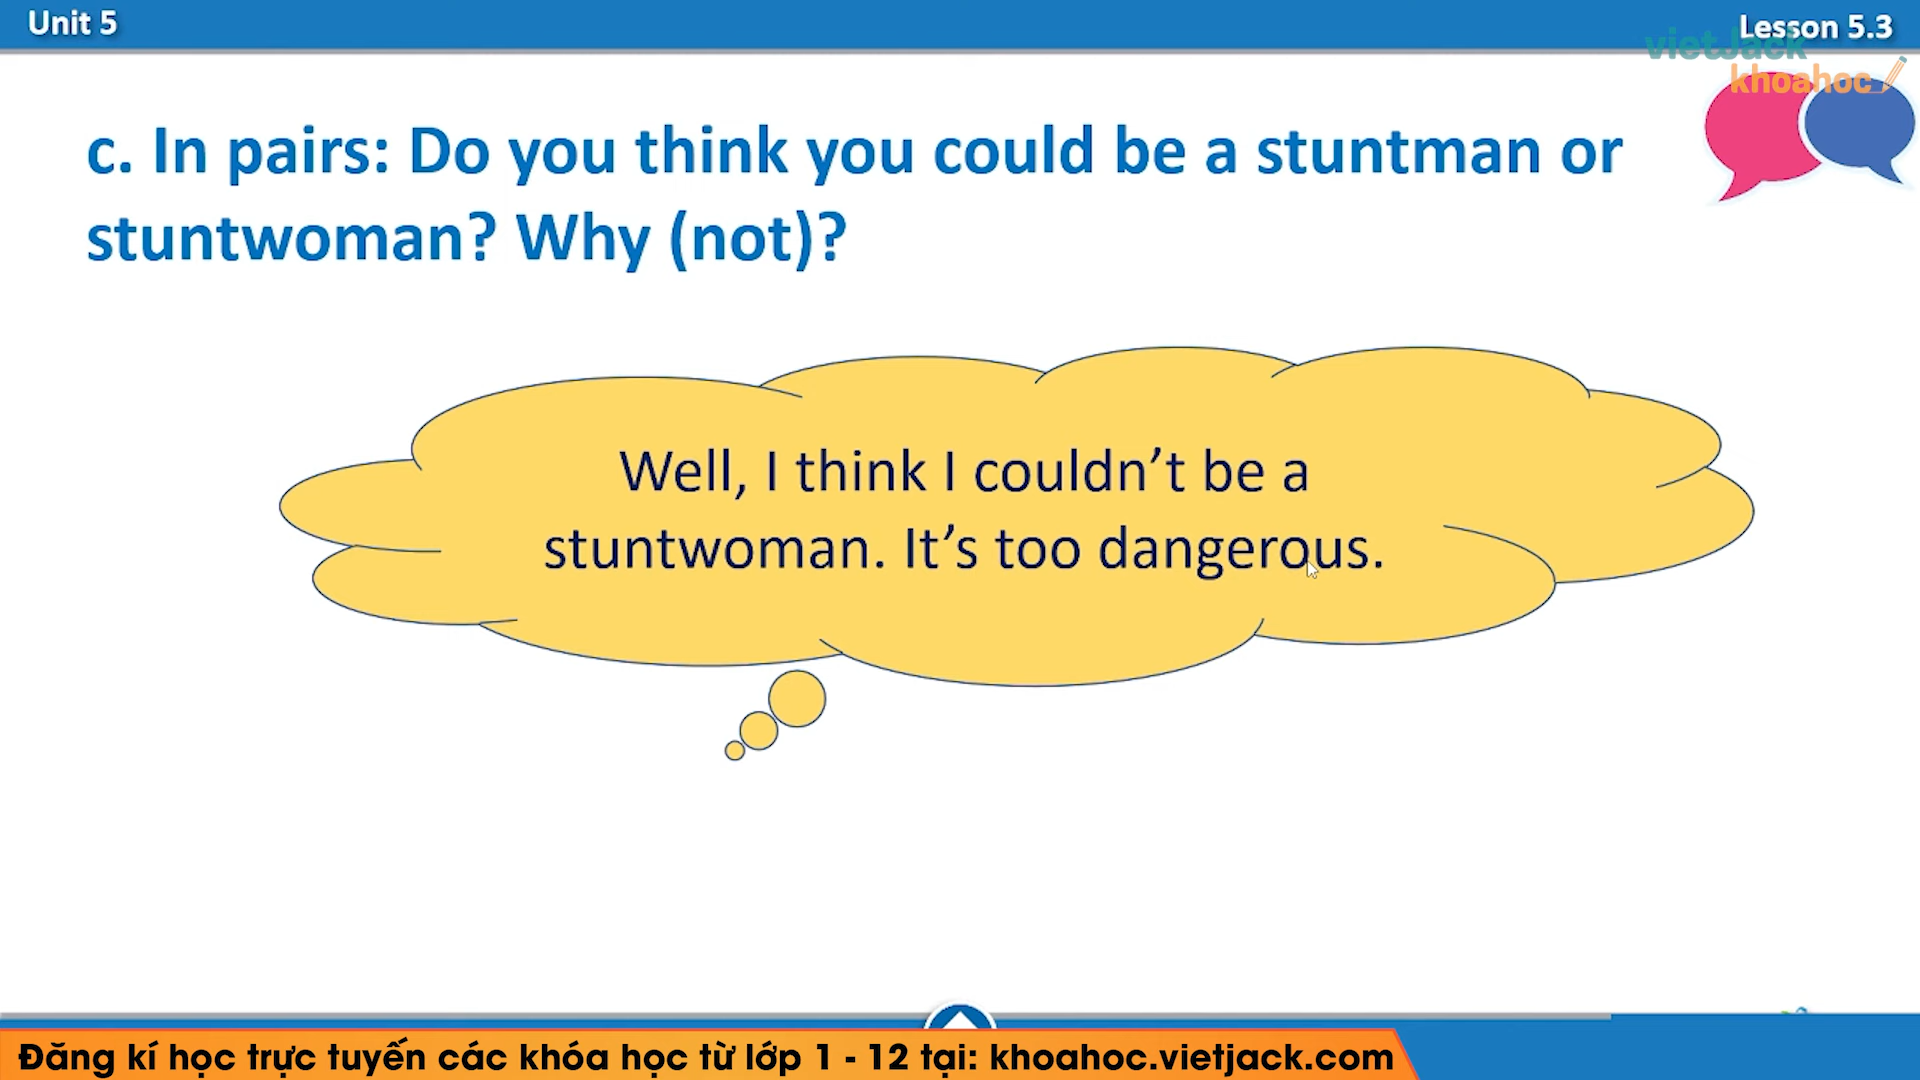 Unit 5
Lesson 5.3
vietJack
khoahoc
c. In pairs: Do you think you could be a stuntman or
stuntwoman? Why (not)?
Well, I think I couldn’t be a
stuntwoman. It’s too dangerous.
Đăng kí học trực tuyến các khóa học từ lớp 1 - 12 tại: khoahoc.vietjack.com